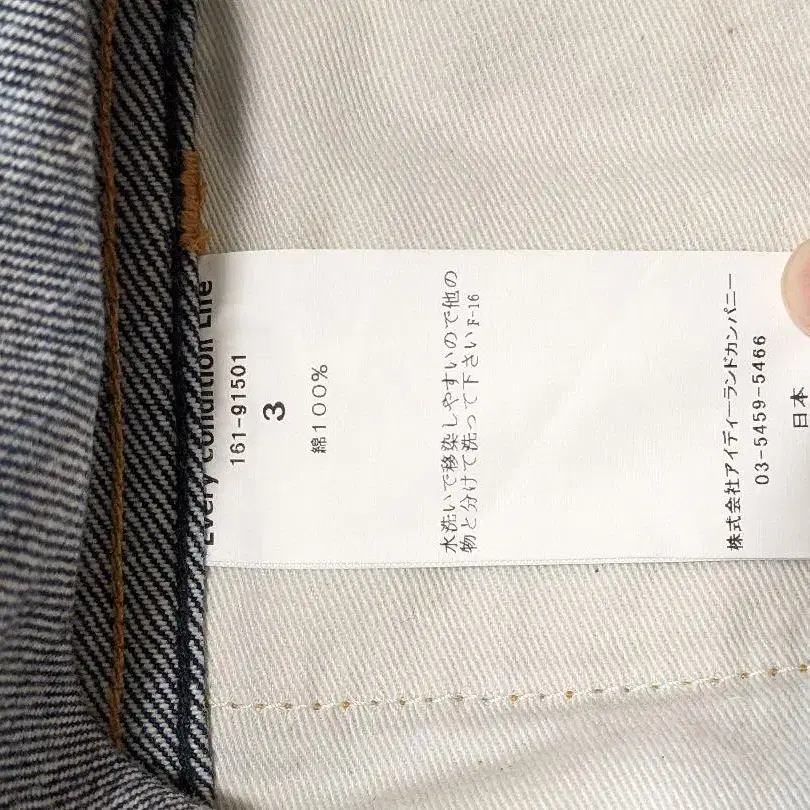 Every Condition Life
161-91501
3
綿100%
水洗いで移染しやすいので他の
物と分けて洗って下さい F-16
株式会社アイティーランドカンパニー
03-5459-5466
日本